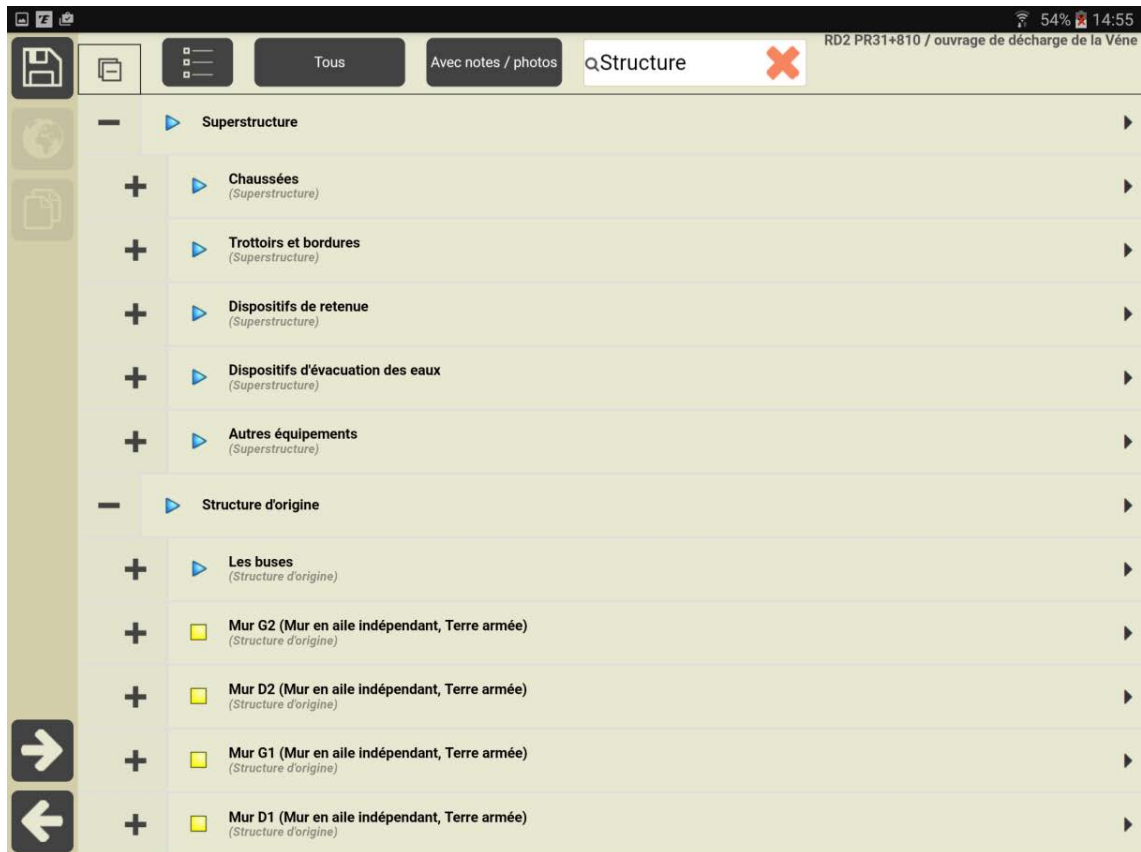 54% 14:55
Tous
Avec notes / photos
Structure
RD2 PR31+810 / ouvrage de décharge de la Véne
Superstructure
Chaussées
(Superstructure)
Trottoirs et bordures
(Superstructure)
Dispositifs de retenue
(Superstructure)
Dispositifs d'évacuation des eaux
(Superstructure)
Autres équipements
(Superstructure)
Structure d'origine
Les buses
(Structure d'origine)
Mur G2 (Mur en aile indépendant, Terre armée)
(Structure d'origine)
Mur D2 (Mur en aile indépendant, Terre armée)
(Structure d'origine)
Mur G1 (Mur en aile indépendant, Terre armée)
(Structure d'origine)
Mur D1 (Mur en aile indépendant, Terre armée)
(Structure d'origine)